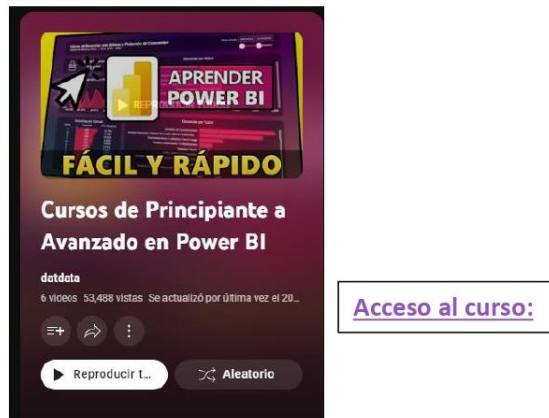 APRENDER
POWER BI
FÁCIL Y RÁPIDO
Cursos de Principiante a
Avanzado en Power BI
datdata
6 videos 53,488 vistas Se actualizó por última vez el 20...
Reproducir t...
Aleatorio
Acceso al curso: